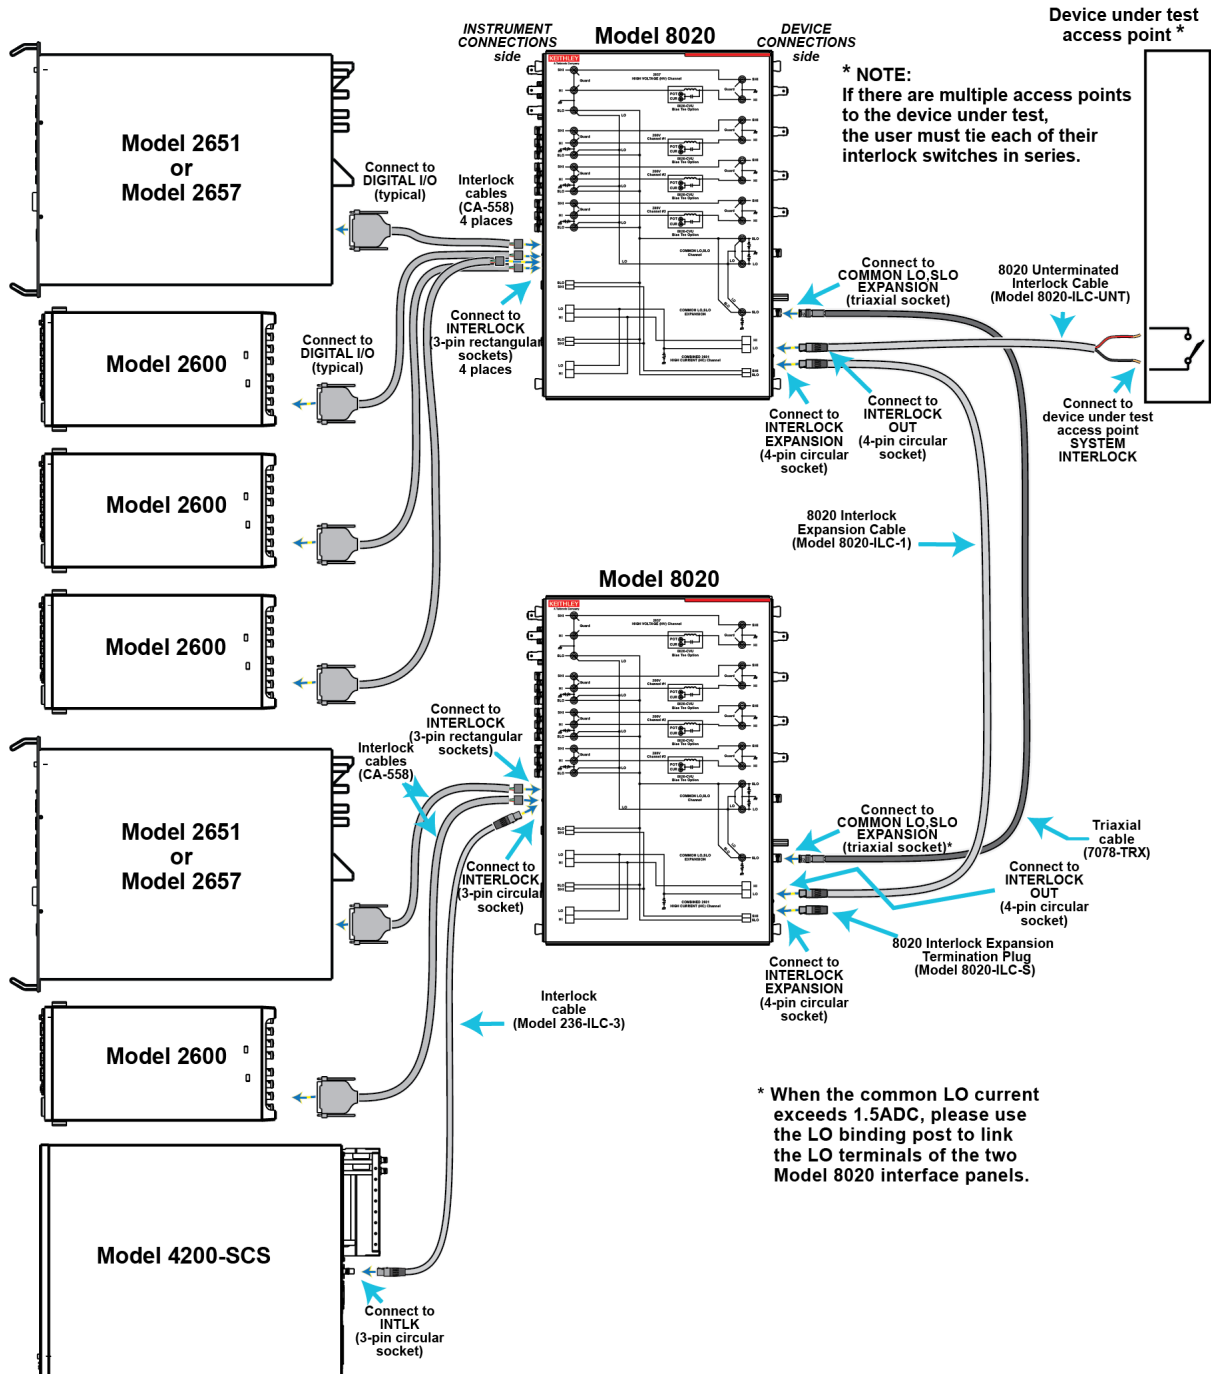 Device under test
access point *
INSTRUMENT
CONNECTIONS
side
Model 8020
DEVICE
CONNECTIONS
side
* NOTE:
If there are multiple access points
to the device under test,
the user must tie each of their
interlock switches in series.
KEITHLEY
Model 2651
or
Model 2657
Connect to
DIGITAL I/O
(typical)
Interlock
cables
(CA-558)
4 places
Connect to
INTERLOCK
(3-pin rectangular
sockets)
4 places
Connect to
COMMON LO,SLO
EXPANSION
(triaxial socket)
8020 Unterminated
Interlock Cable
(Model 8020-ILC-UNT)
Model 2600
Connect to
DIGITAL I/O
(typical)
Connect to
INTERLOCK
EXPANSION
(4-pin circular
socket)
Connect to
INTERLOCK
OUT
(4-pin circular
socket)
Connect to
device under test
access point
SYSTEM
INTERLOCK
Model 2600
8020 Interlock
Expansion Cable
(Model 8020-ILC-1)
Model 2600
Model 8020
KEITHLEY
Connect to
INTERLOCK
(3-pin rectangular
sockets)
Interlock
cables
(CA-558)
Model 2651
or
Model 2657
Connect to
INTERLOCK
(3-pin circular
socket)
Connect to
COMMON LO,SLO
EXPANSION
(triaxial socket)*
Triaxial
cable
(7078-TRX)
Connect to
INTERLOCK
OUT
(4-pin circular
socket)
8020 Interlock Expansion
Termination Plug
(Model 8020-ILC-S)
Connect to
INTERLOCK
EXPANSION
(4-pin circular
socket)
Interlock
cable
(Model 236-ILC-3)
Model 2600
* When the common LO current
exceeds 1.5ADC, please use
the LO binding post to link
the LO terminals of the two
Model 8020 interface panels.
Model 4200-SCS
Connect to
INTLK
(3-pin circular
socket)